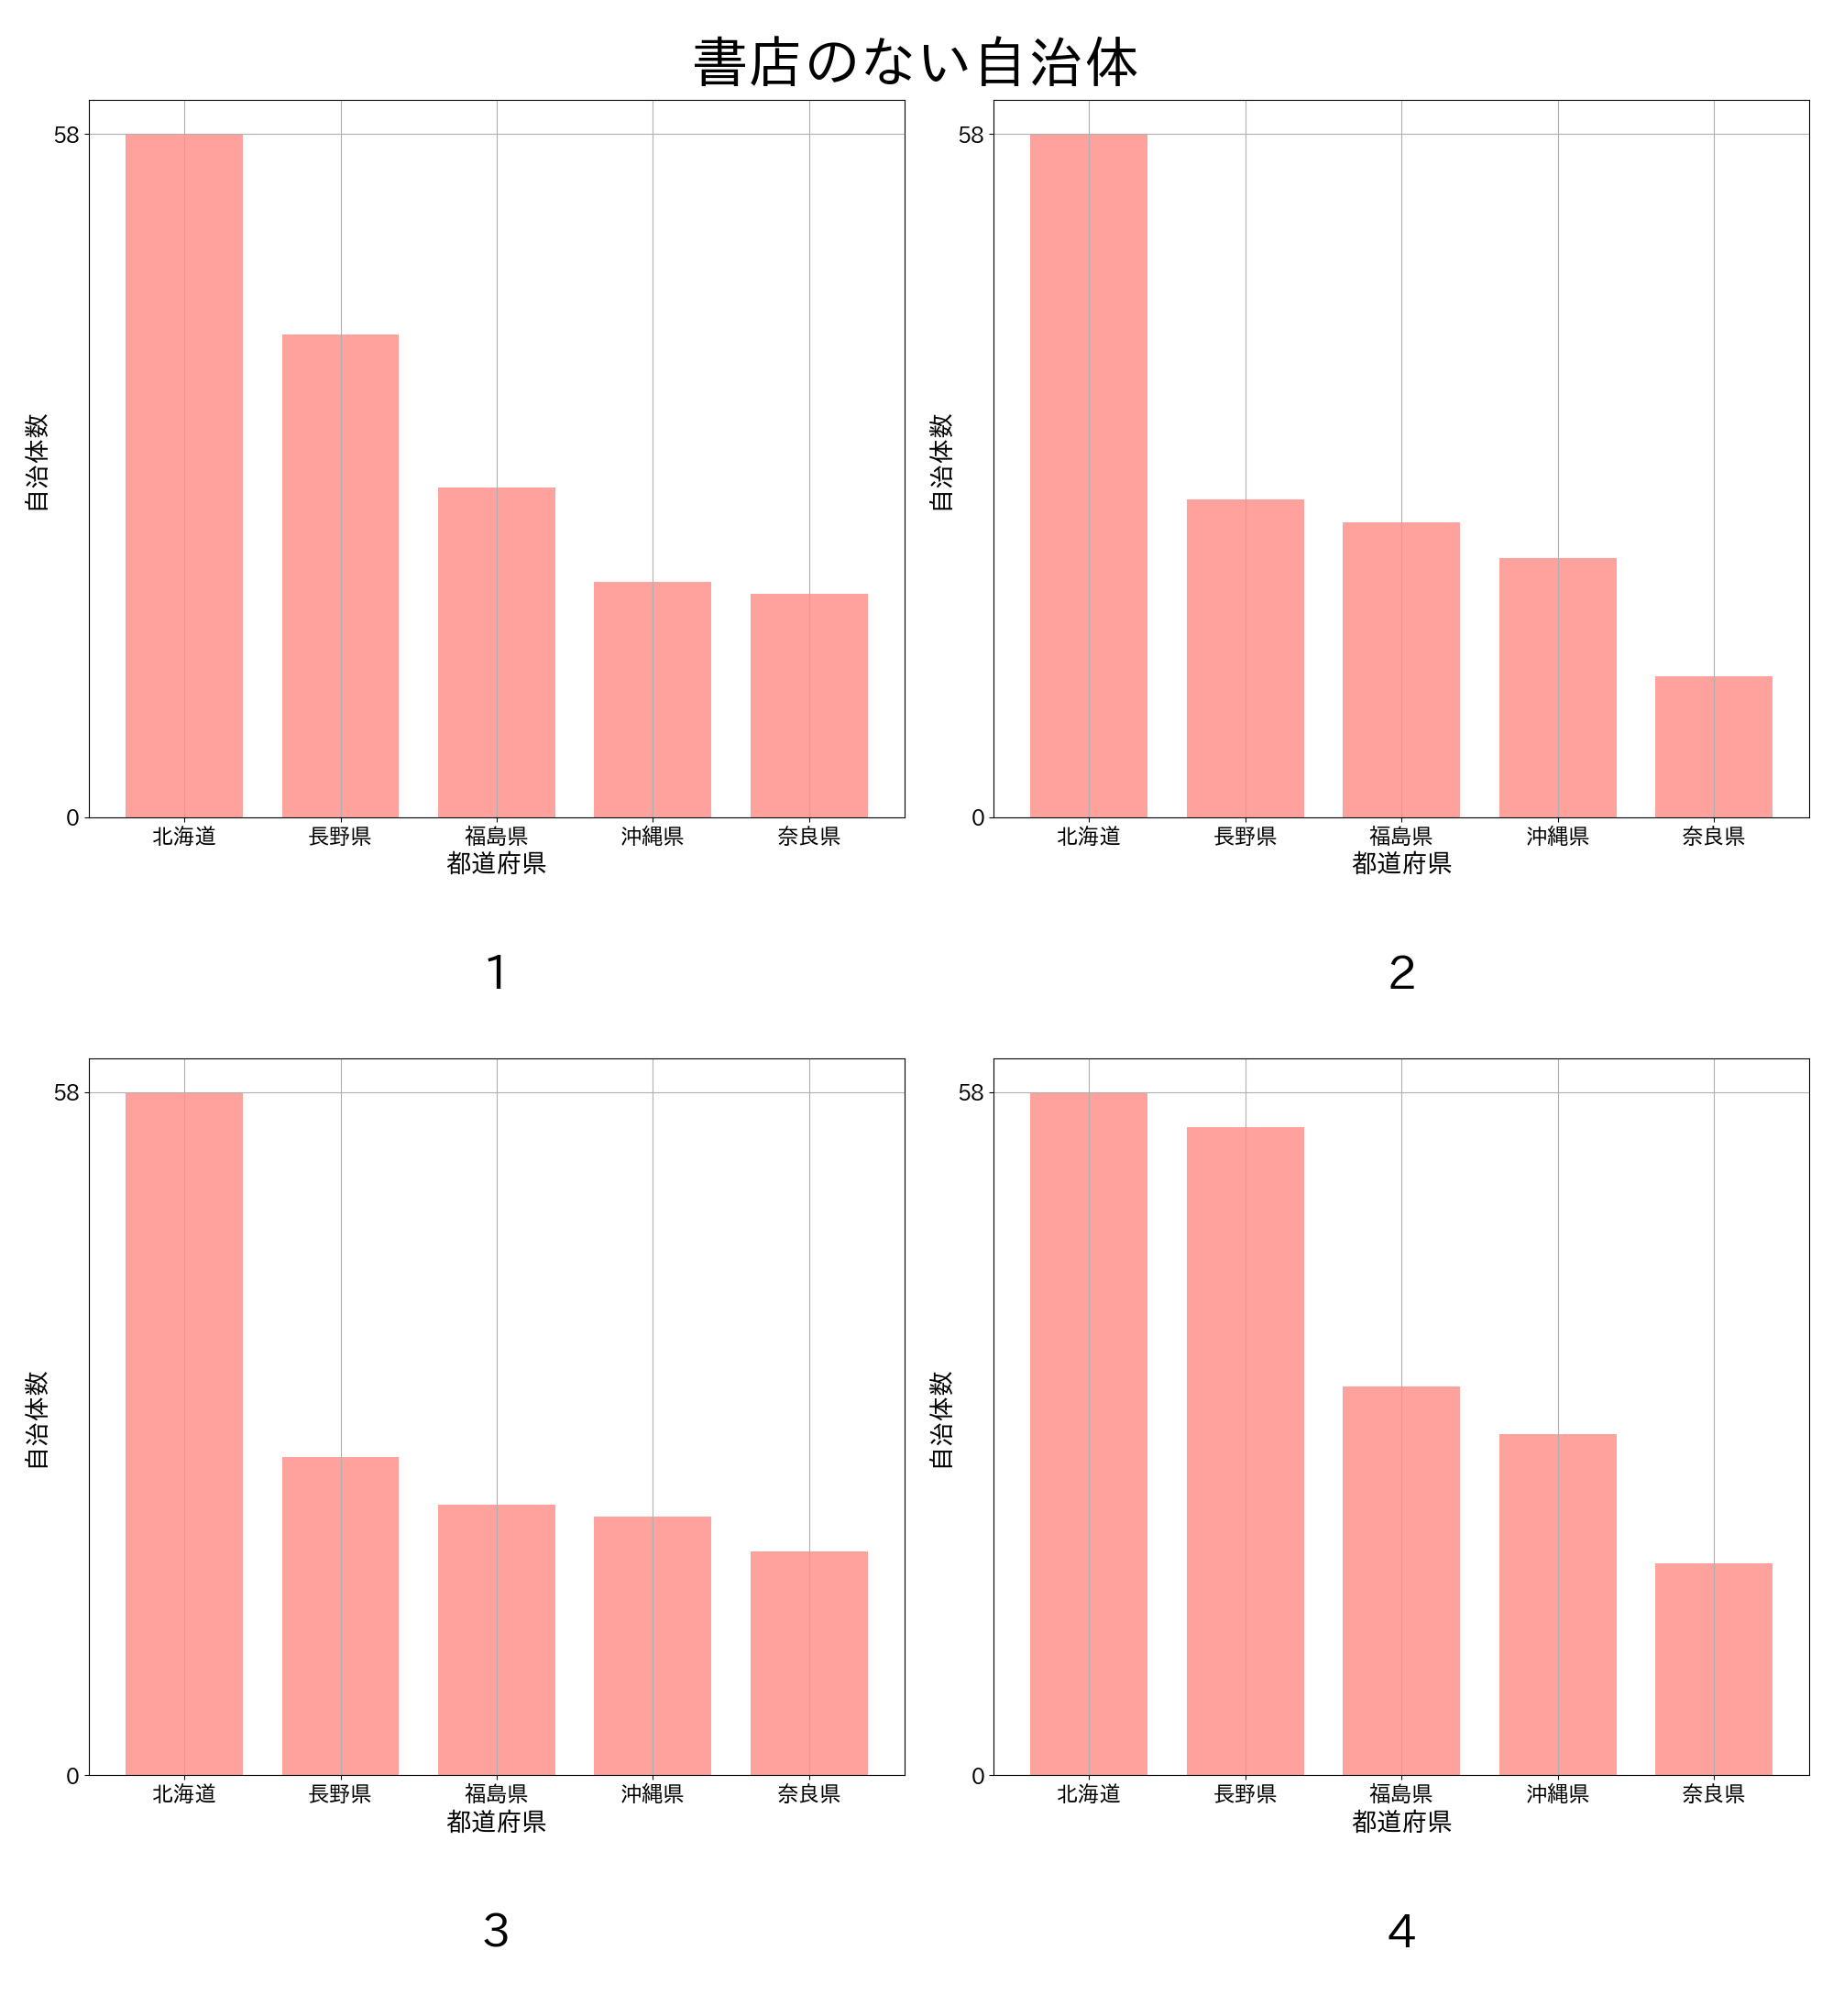 書店のない自治体
58
0
自治体数
北海道 長野県 福島県 沖縄県 奈良県
都道府県
1
58
0
自治体数
北海道 長野県 福島県 沖縄県 奈良県
都道府県
2
58
0
自治体数
北海道 長野県 福島県 沖縄県 奈良県
都道府県
3
58
0
自治体数
北海道 長野県 福島県 沖縄県 奈良県
都道府県
4